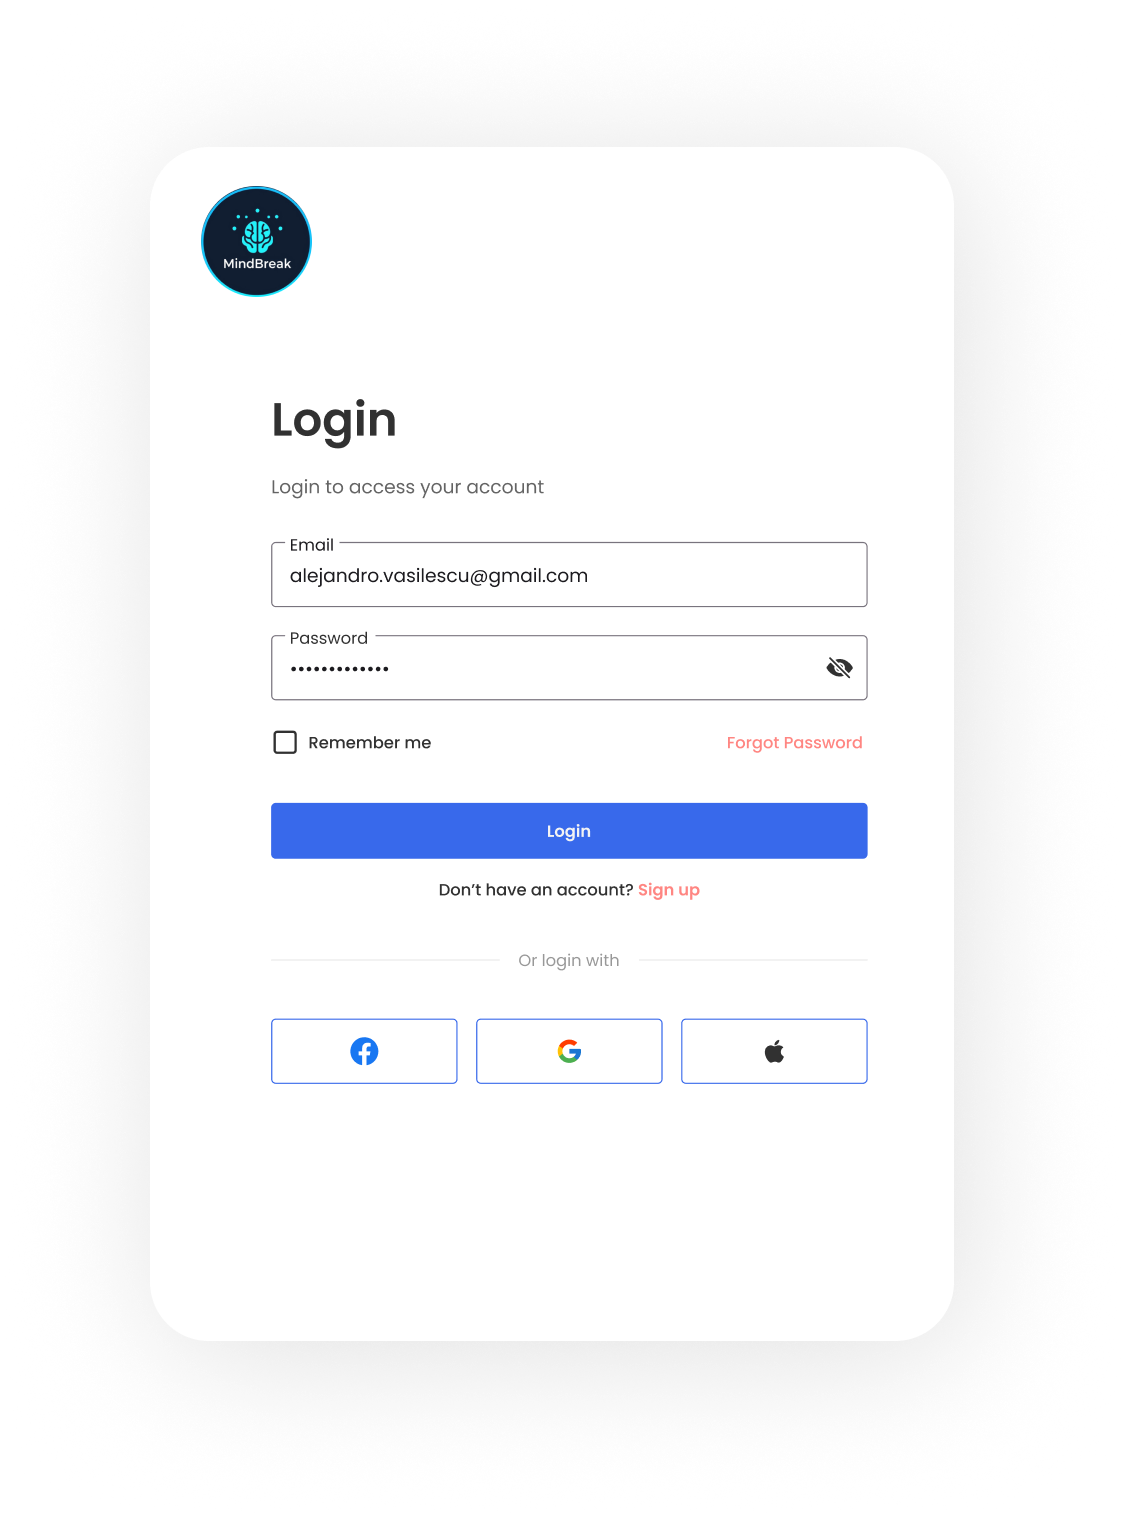 MindBreak
Login
Login to access your account
Email
alejandro.vasilescu@gmail.com
Password
•••••••••••••
Remember me
Forgot Password
Login
Don’t have an account? Sign up
Or login with